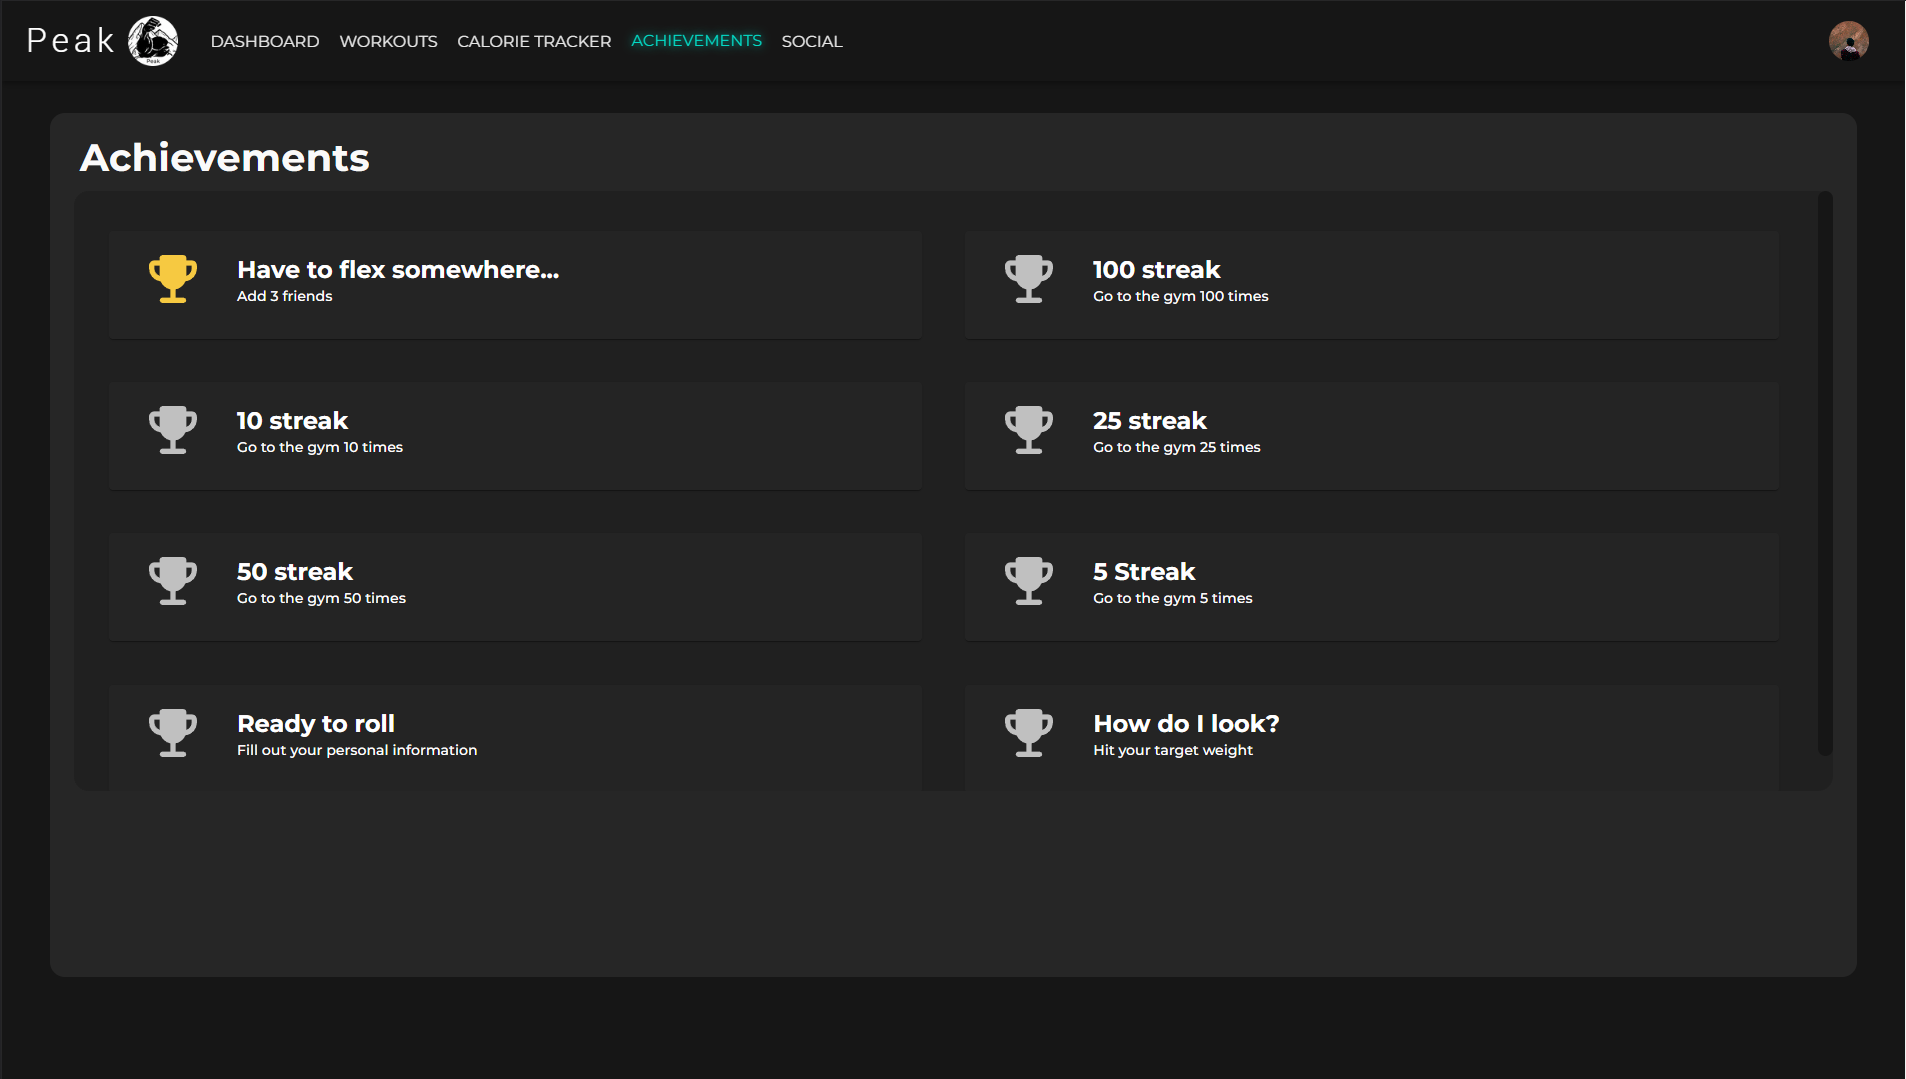 Peak
Peak
DASHBOARD WORKOUTS CALORIE TRACKER ACHIEVEMENTS SOCIAL
Achievements
Have to flex somewhere...
Add 3 friends
100 streak
Go to the gym 100 times
10 streak
Go to the gym 10 times
25 streak
Go to the gym 25 times
50 streak
Go to the gym 50 times
5 Streak
Go to the gym 5 times
Ready to roll
Fill out your personal information
How do I look?
Hit your target weight